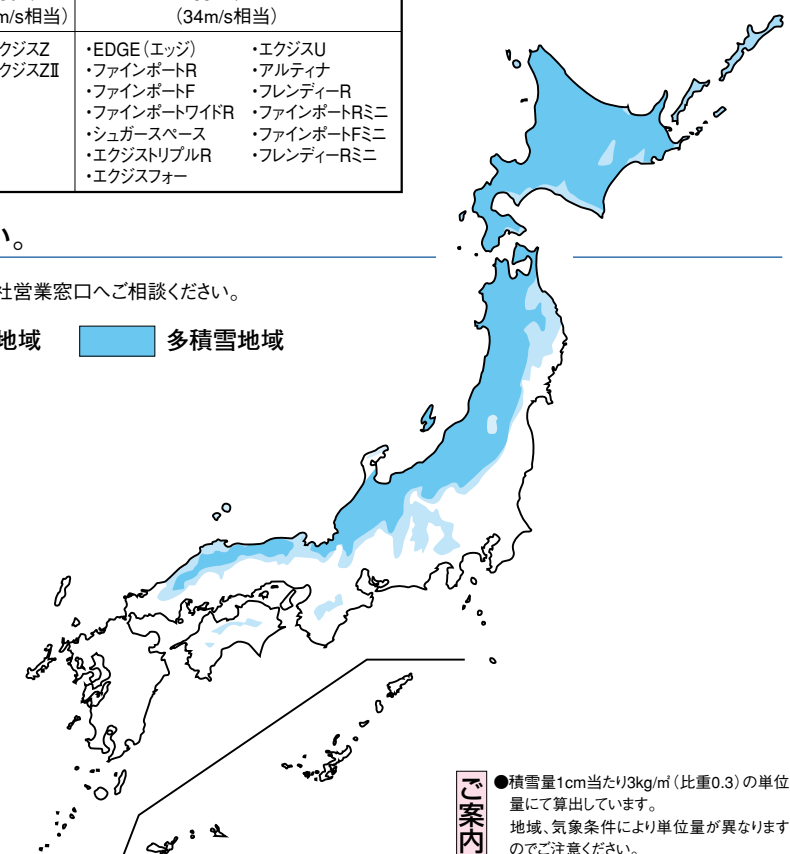 m/s相当)
(34m/s相当)
クジスZ
クジスZⅡ
・EDGE（エッジ）
・ファインポートR
・ファインポートF
・ファインポートワイドR
・シュガースペース
・エクジストリプルR
・エクジスフォー
・エクジスU
・アルティナ
・フレンディーR
・ファインポートRミニ
・ファインポートFミニ
・フレンディーRミニ
い。
社営業窓口へご相談ください。
地域
多積雪地域
ご案内
●積雪量1cm当たり3kg/㎡（比重0.3）の単位
量にて算出しています。
地域、気象条件により単位量が異なります
のでご注意ください。